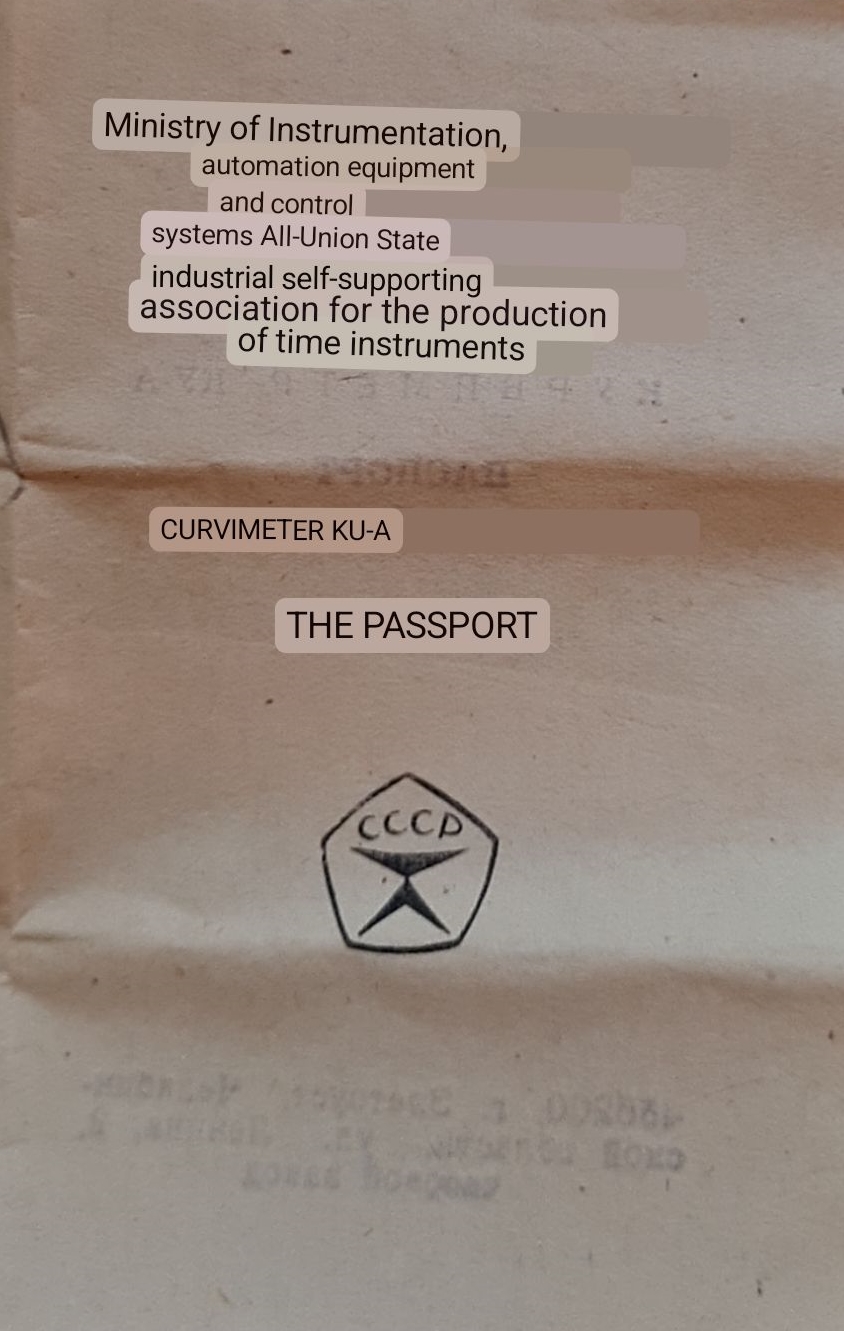 Ministry of Instrumentation,
automation equipment
and control
systems All-Union State
industrial self-supporting
association for the production
of time instruments
CURVIMETER KU-A
THE PASSPORT
СССР